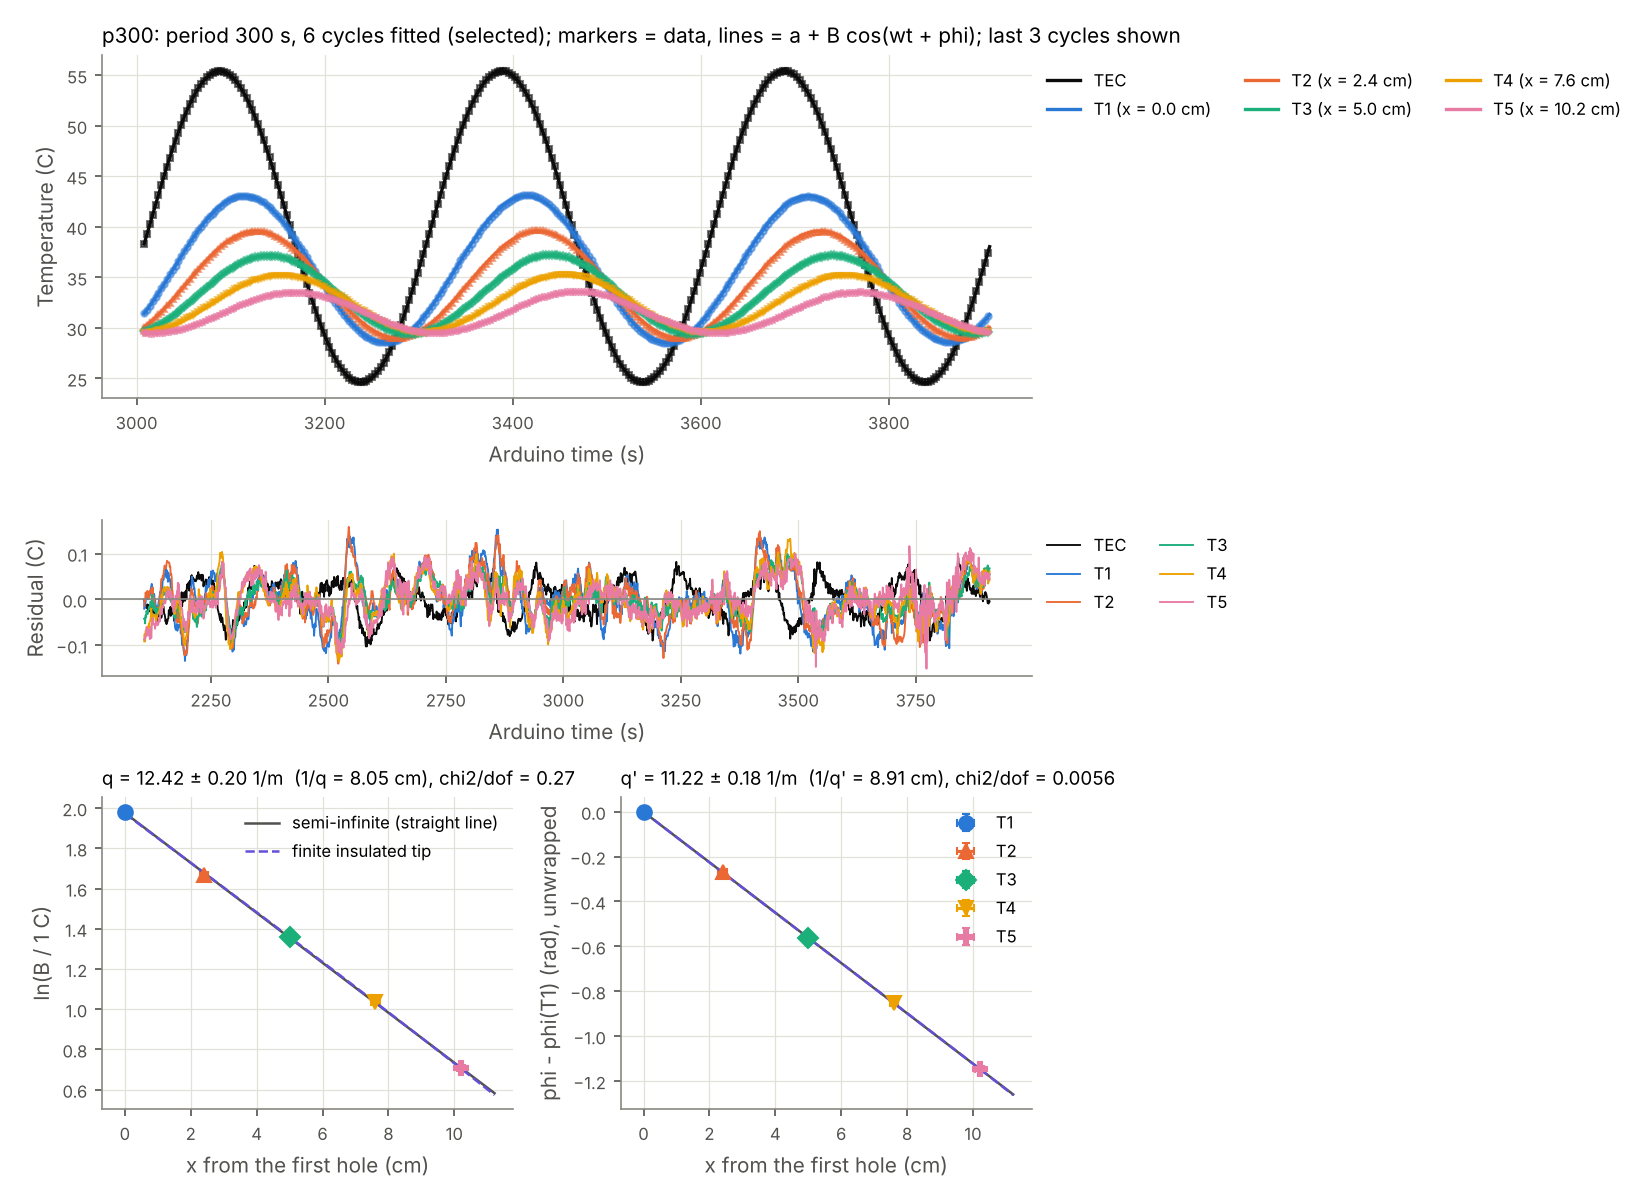 p300: period 300 s, 6 cycles fitted (selected); markers = data, lines = a + B cos(wt + phi); last 3 cycles shown
Temperature (C)
55
50
45
40
35
30
25
3000 3200 3400 3600 3800
Arduino time (s)
TEC T2 (x = 2.4 cm) T4 (x = 7.6 cm)
T1 (x = 0.0 cm) T3 (x = 5.0 cm) T5 (x = 10.2 cm)
Residual (C)
0.1
0.0
−0.1
2250 2500 2750 3000 3250 3500 3750
Arduino time (s)
TEC T3
T1 T4
T2 T5
q = 12.42 ± 0.20 1/m (1/q = 8.05 cm), chi2/dof = 0.27
ln(B / 1 C)
2.0
1.8
1.6
1.4
1.2
1.0
0.8
0.6
semi-infinite (straight line)
finite insulated tip
0 2 4 6 8 10
x from the first hole (cm)
q' = 11.22 ± 0.18 1/m (1/q' = 8.91 cm), chi2/dof = 0.0056
phi - phi(T1) (rad), unwrapped
0.0
−0.2
−0.4
−0.6
−0.8
−1.0
−1.2
T1
T2
T3
T4
T5
0 2 4 6 8 10
x from the first hole (cm)